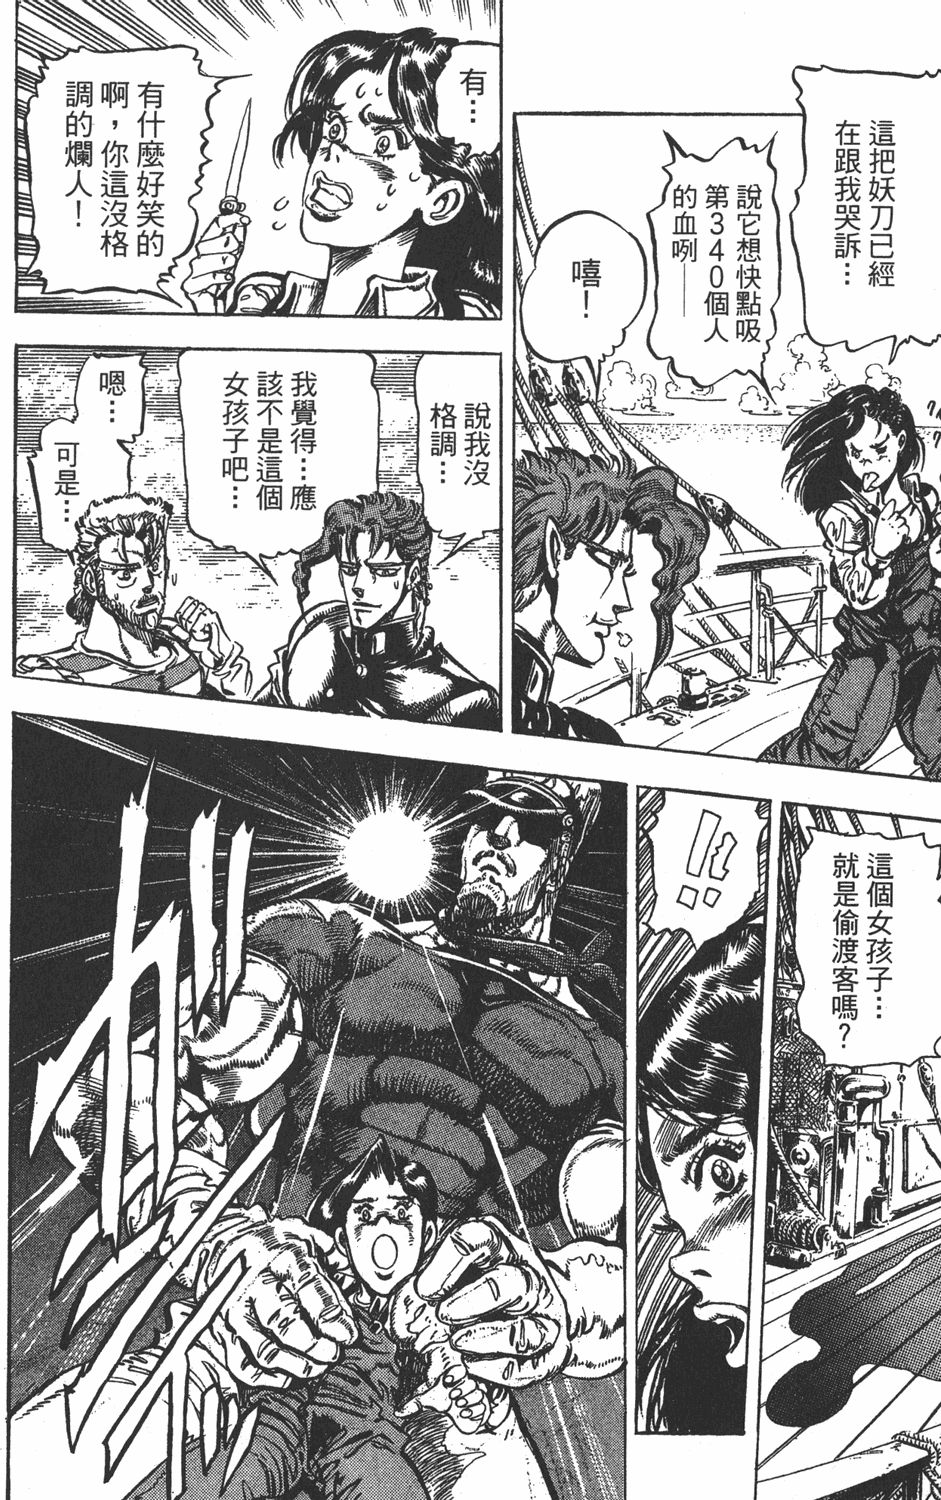 這把妖刀已經
在跟我哭訴…
說它想快點吸
第340個人
的血咧——
嘻！
有…
有什麼好笑的
啊，你這沒格
調的爛人！
說我沒
格調…
我覺得…應
該不是這個
女孩子吧…
嗯…
可是…
這個女孩子…
就是偷渡客嗎？
!!